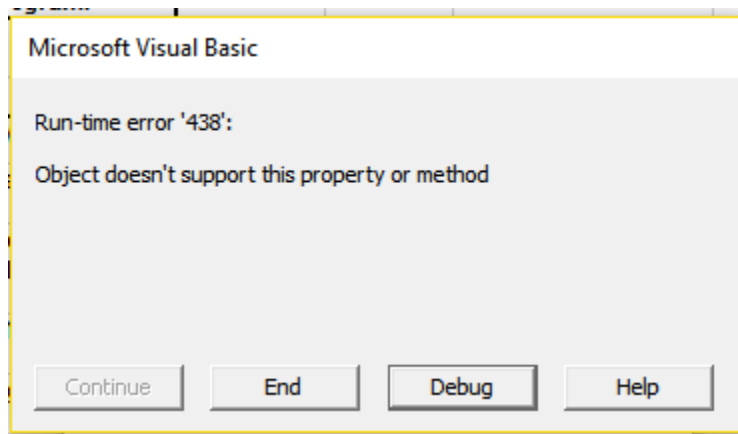 Microsoft Visual Basic
Run-time error '438':
Object doesn't support this property or method
Continue
End
Debug
Help